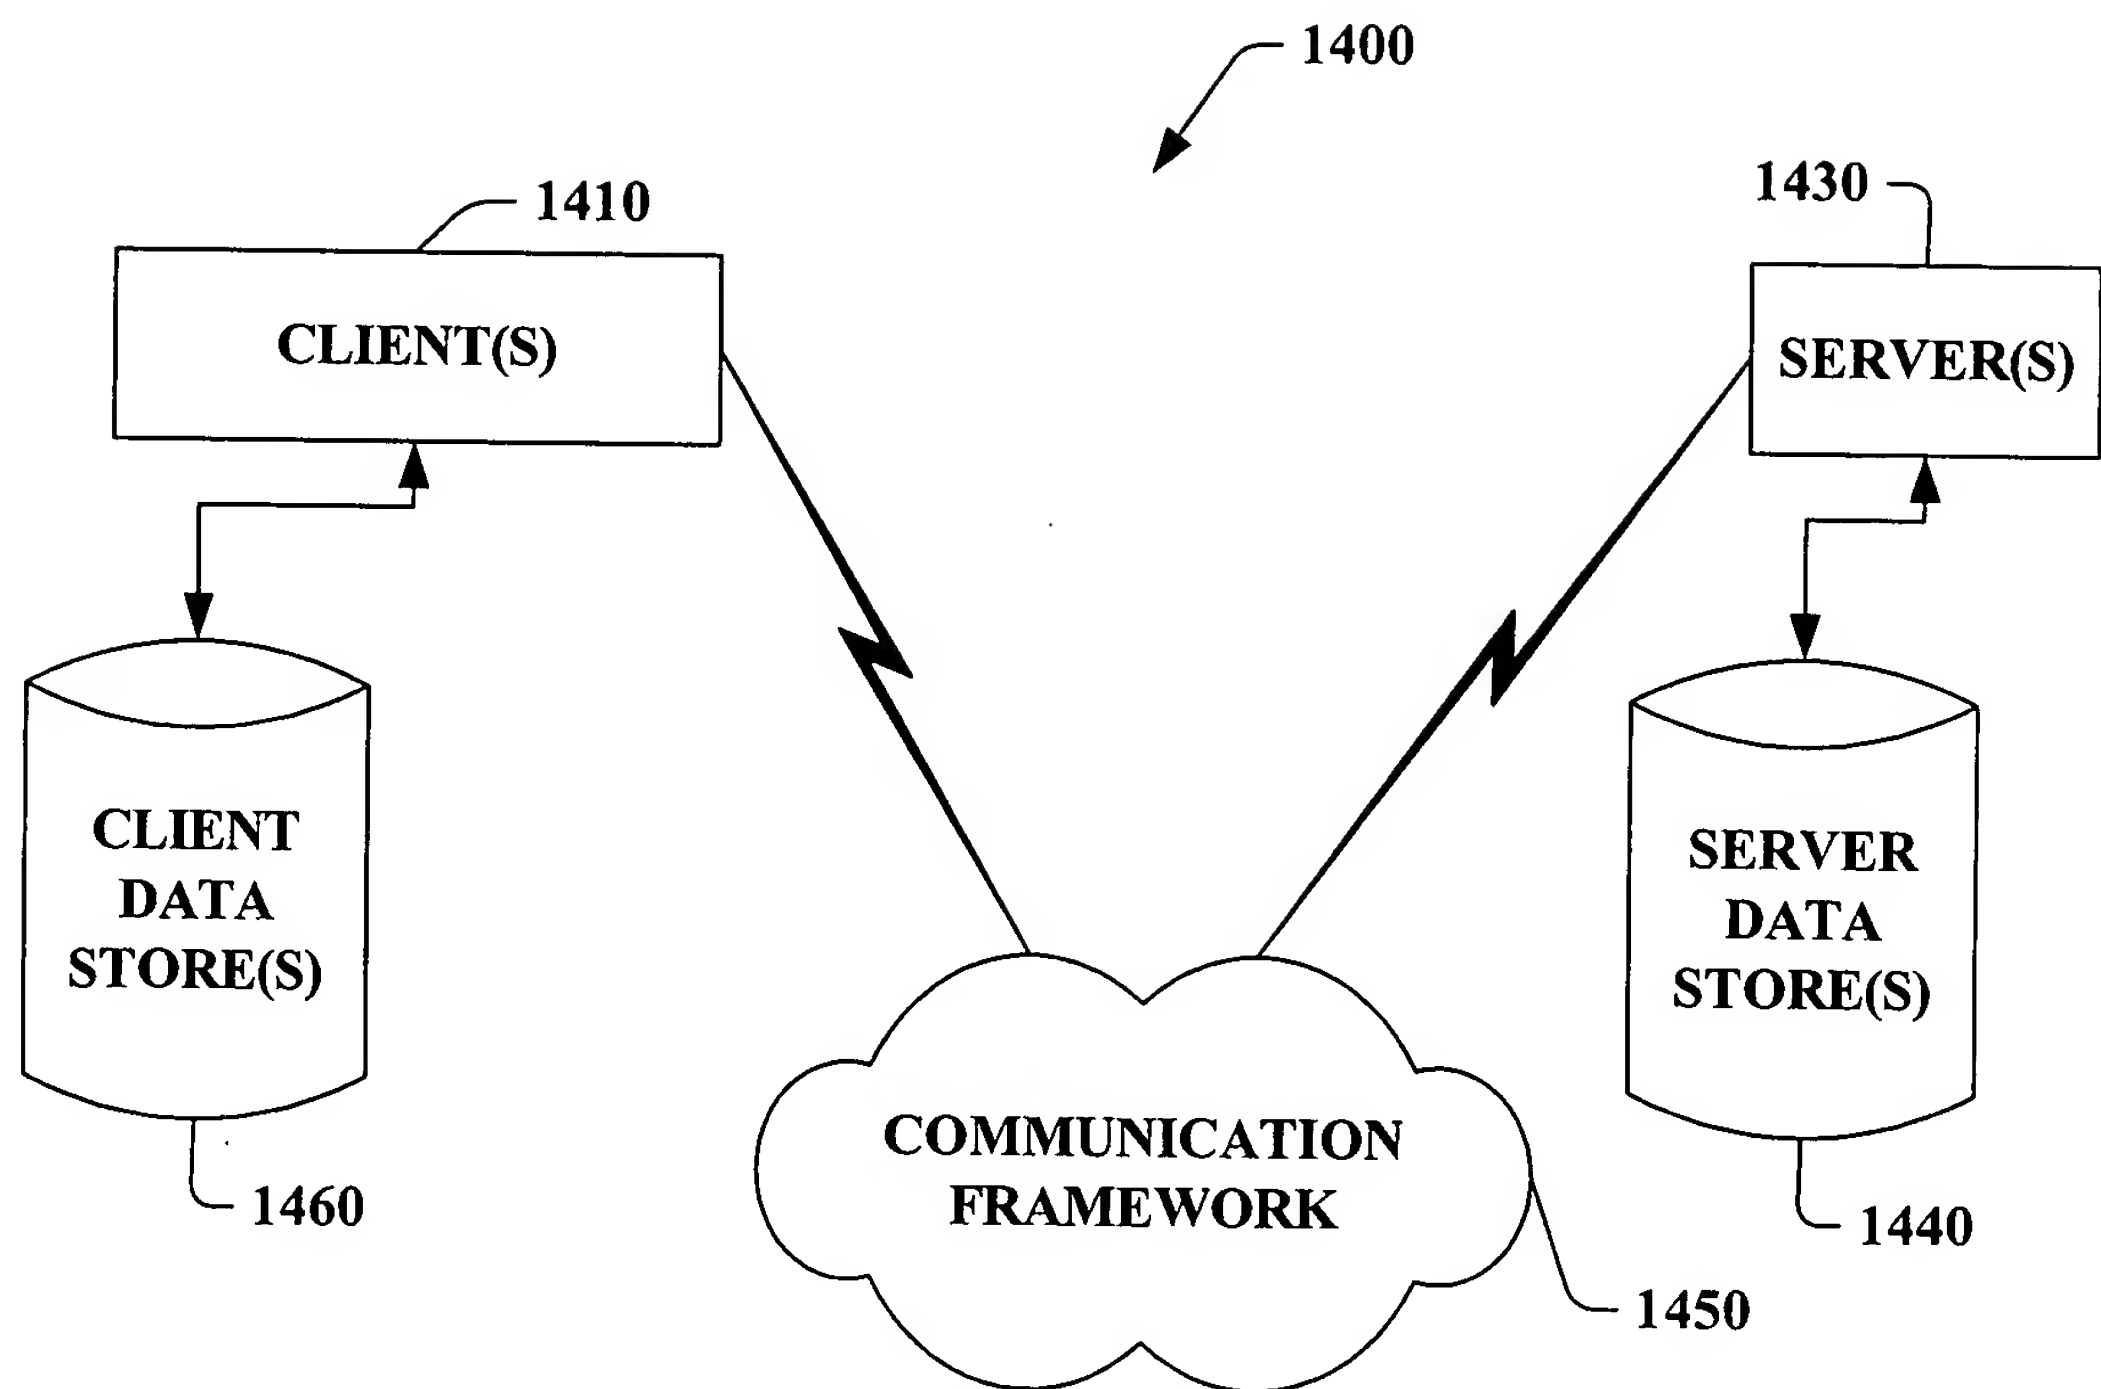 1400
1410
1430
CLIENT(S)
SERVER(S)
CLIENT
DATA
STORE(S)
SERVER
DATA
STORE(S)
COMMUNICATION
FRAMEWORK
1460
1440
1450